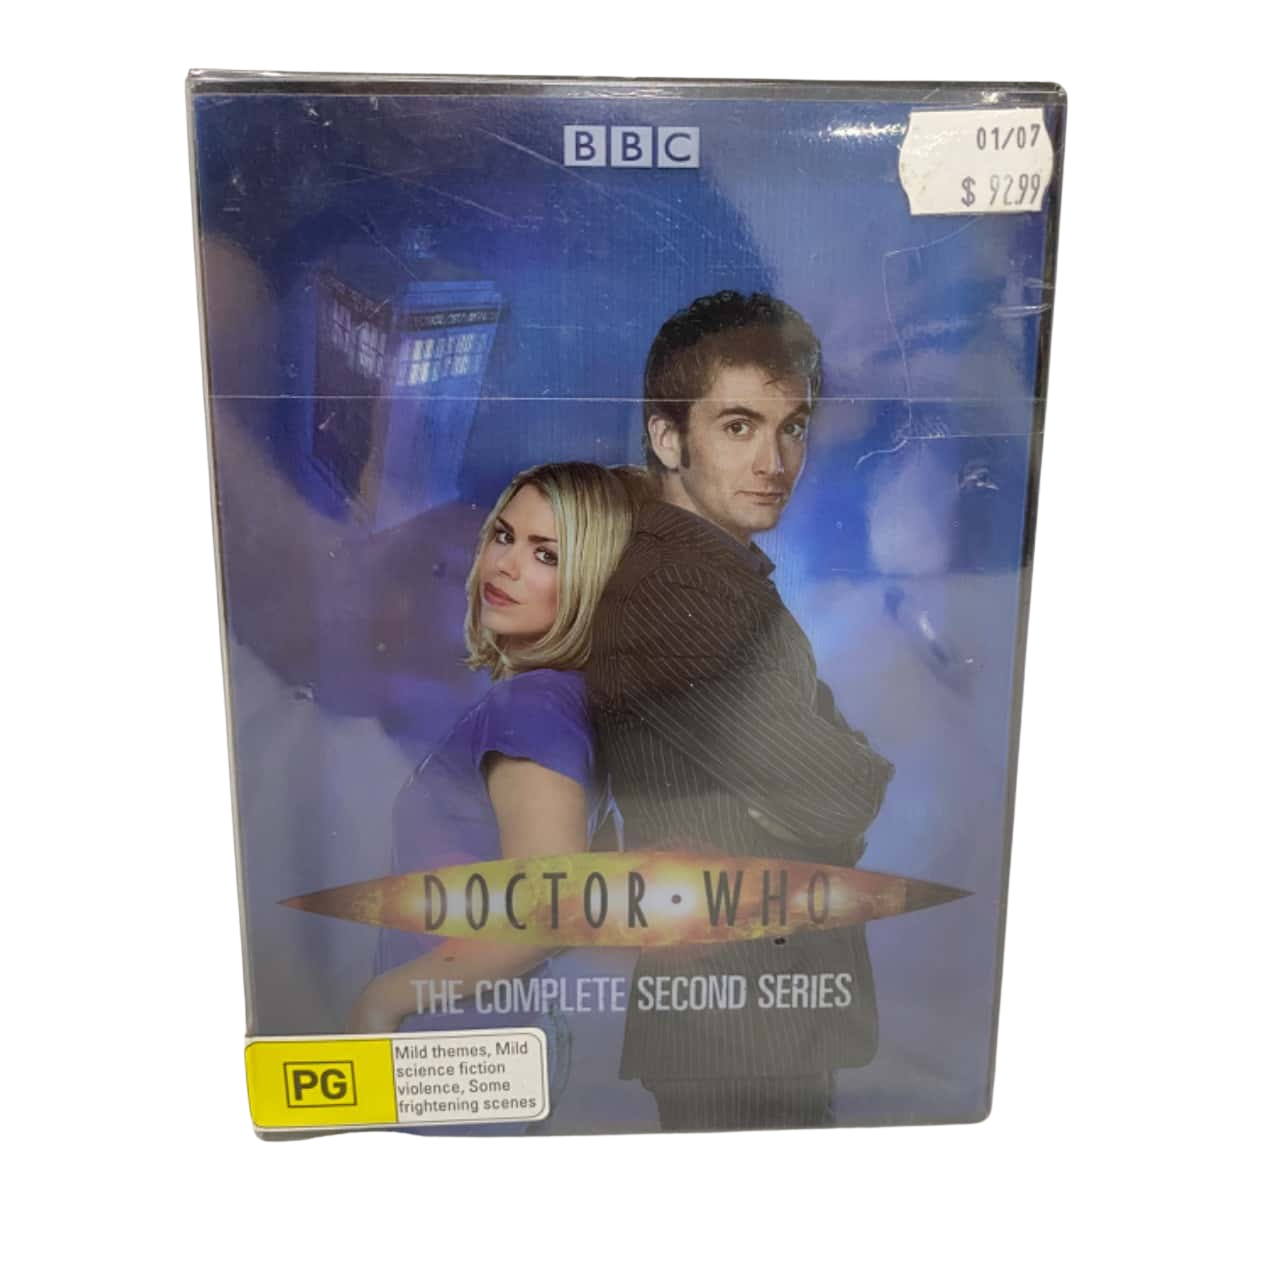 BBC
01/07
$ 92.99
DOCTOR · WHO
THE COMPLETE SECOND SERIES
PG
Mild themes, Mild
science fiction
violence, Some
frightening scenes